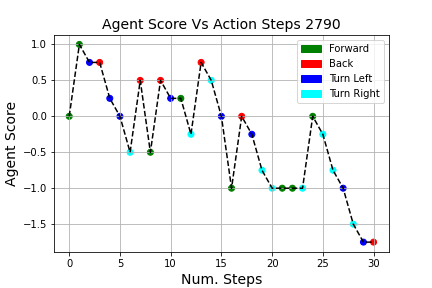 Agent Score Vs Action Steps 2790
Forward
Back
Turn Left
Turn Right
Agent Score
1.0
0.5
0.0
−0.5
−1.0
−1.5
0 5 10 15 20 25 30
Num. Steps